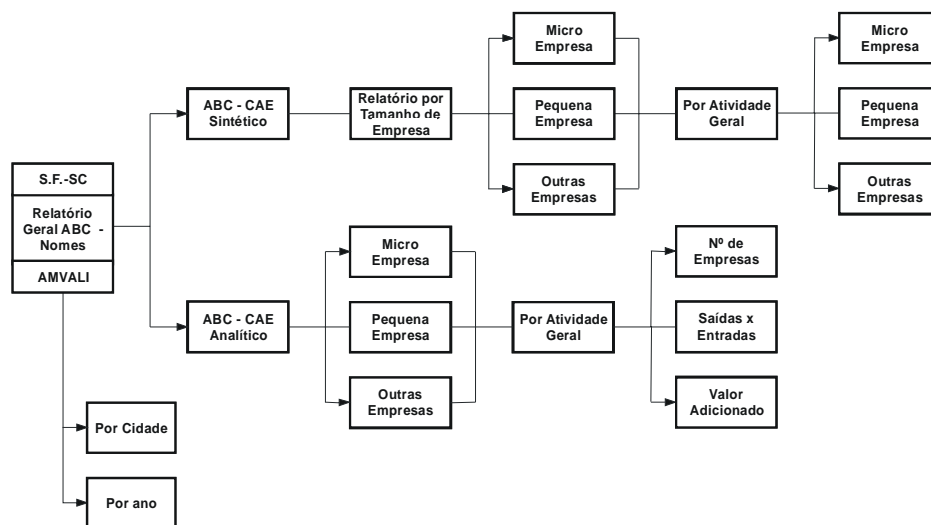 Micro
Empresa
Micro
Empresa
ABC - CAE
Sintético
Relatório por
Tamanho de
Empresa
Pequena
Empresa
Por Atividade
Geral
Pequena
Empresa
Outras
Empresas
Outras
Empresas
S.F.-SC
Relatório
Geral ABC -
Nomes
AMVALI
Micro
Empresa
Nº de
Empresas
ABC - CAE
Analítico
Pequena
Empresa
Por Atividade
Geral
Saídas x
Entradas
Outras
Empresas
Valor
Adicionado
Por Cidade
Por ano